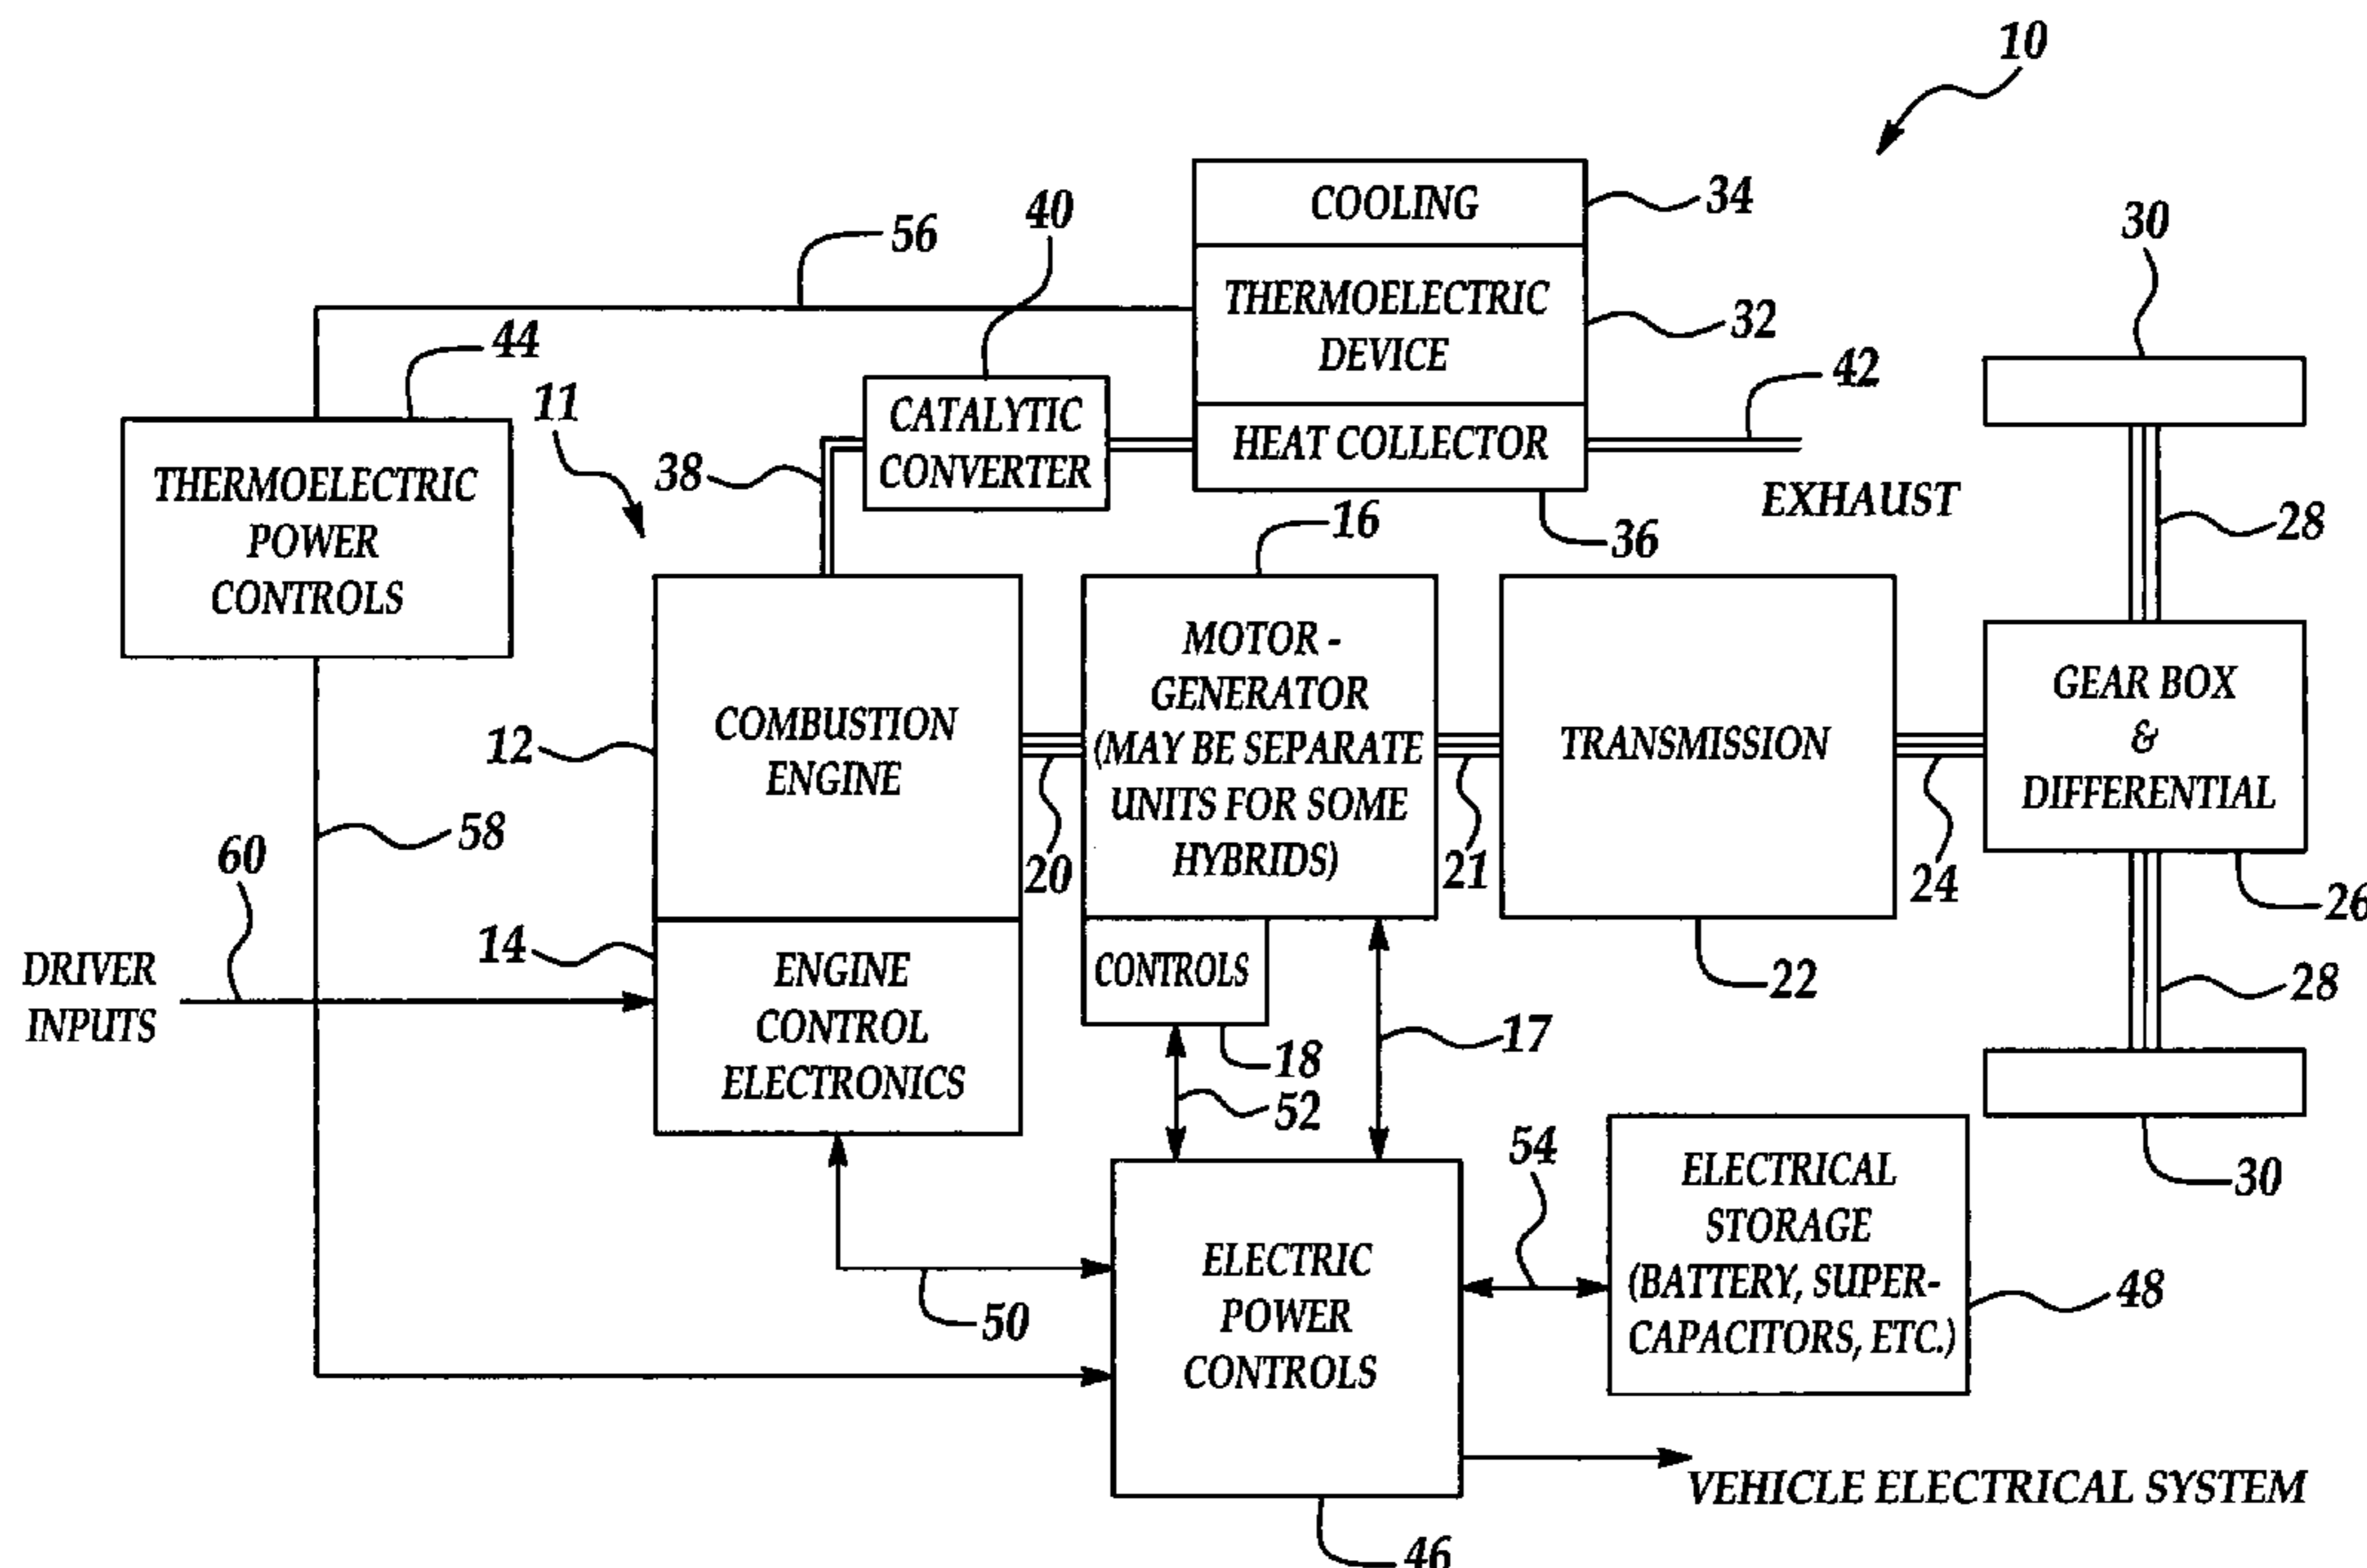 10
COOLING
34
40
56
30
THERMOELECTRIC
DEVICE
32
44
42
11
CATALYTIC
CONVERTER
HEAT COLLECTOR
38
EXHAUST
THERMOELECTRIC
POWER
CONTROLS
16
36
28
MOTOR -
GENERATOR
(MAY BE SEPARATE
UNITS FOR SOME
HYBRIDS)
GEAR BOX
&
DIFFERENTIAL
12
COMBUSTION
ENGINE
TRANSMISSION
58
60
20
21
24
26
14
DRIVER
INPUTS
ENGINE
CONTROL
ELECTRONICS
CONTROLS
22
28
17
18
52
54
ELECTRICAL
STORAGE
(BATTERY, SUPER-
CAPACITORS, ETC.)
30
ELECTRIC
POWER
CONTROLS
50
48
VEHICLE ELECTRICAL SYSTEM
46